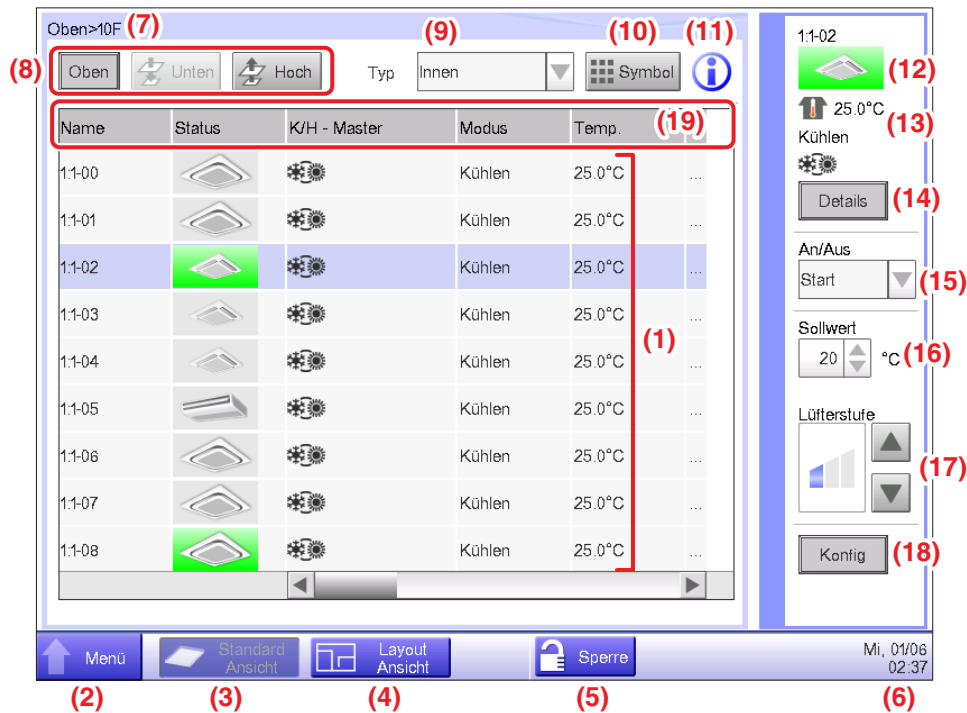 Oben>10F (7)
(8) Oben Unten Hoch Typ (9) Innen (10) Symbol (11)
Name Status K/H - Master Modus Temp. (19)
1:1-00 Kühlen 25.0°C ...
1:1-01 Kühlen 25.0°C ...
1:1-02 Kühlen 25.0°C ...
1:1-03 Kühlen 25.0°C ...
(1)
1:1-04 Kühlen 25.0°C ...
1:1-05 Kühlen 25.0°C ...
1:1-06 Kühlen 25.0°C ...
1:1-07 Kühlen 25.0°C ...
1:1-08 Kühlen 25.0°C ...
1:1-02
(12)
25.0°C
(13)
Kühlen
Details (14)
An/Aus
Start (15)
Sollwert
20 °C (16)
Lüfterstufe
(17)
Konfig (18)
Menü
Standard
Ansicht
Layout
Ansicht
Sperre
Mi, 01/06
02:37
(2) (3) (4) (5) (6)